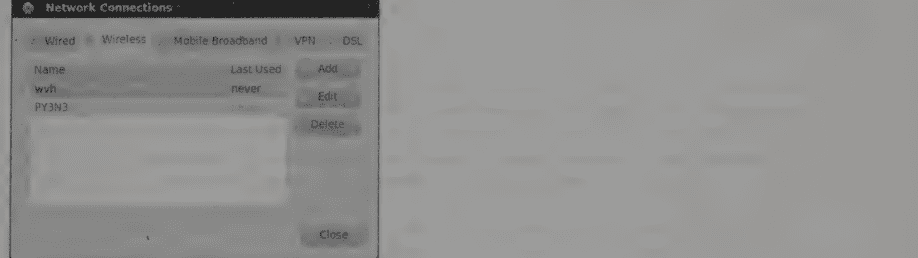 Network Connections
Wired Wireless Mobile Broadband VPN DSL
Name Last Used Add
wvh never
Edit
PY3N3
Delete
Close